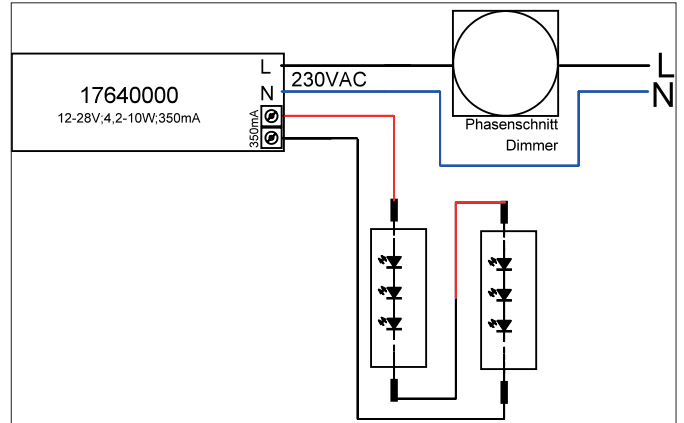 L
230VAC
N
17640000
12-28V;4,2-10W;350mA
350mA
Phasenschnitt
Dimmer
L
N